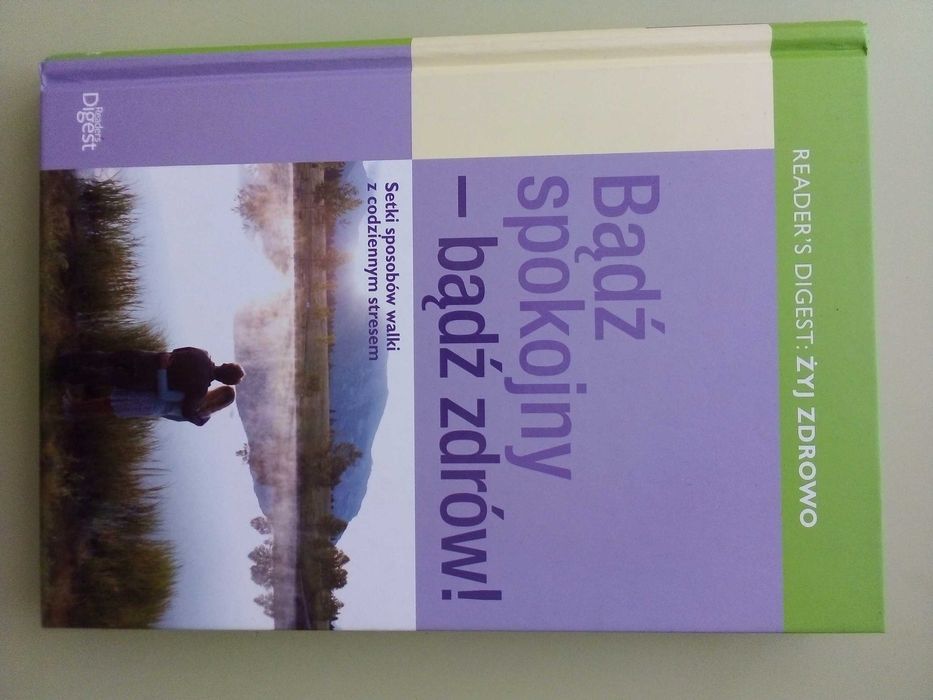 READER'S DIGEST: ŻYJ ZDROWO
Bądź
spokojny
– bądź zdrów!
Setki sposobów walki
z codziennym stresem
Reader's
Digest